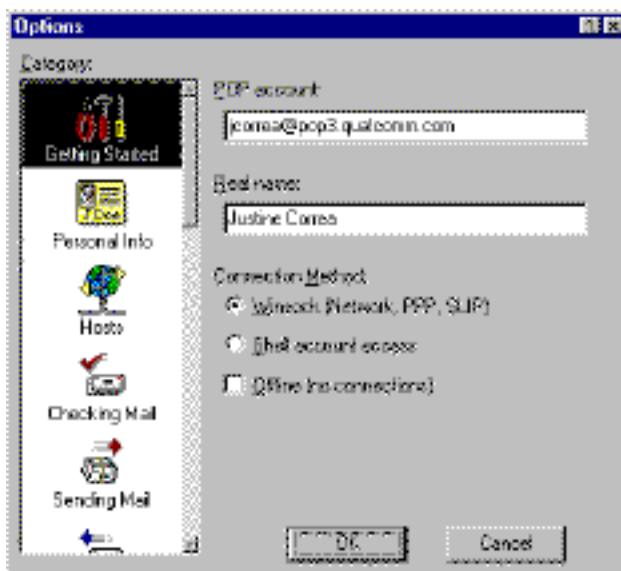 Options
Category:
POP account:
jcorrea@pop3.qualcomm.com
Getting Started
Real name:
J Doe
Justine Correa
Personal Info
Connection Method:
Winsock (Network, PPP, SLIP)
Hosts
Shell account access
Offline (no connections)
Checking Mail
Sending Mail
OK
Cancel